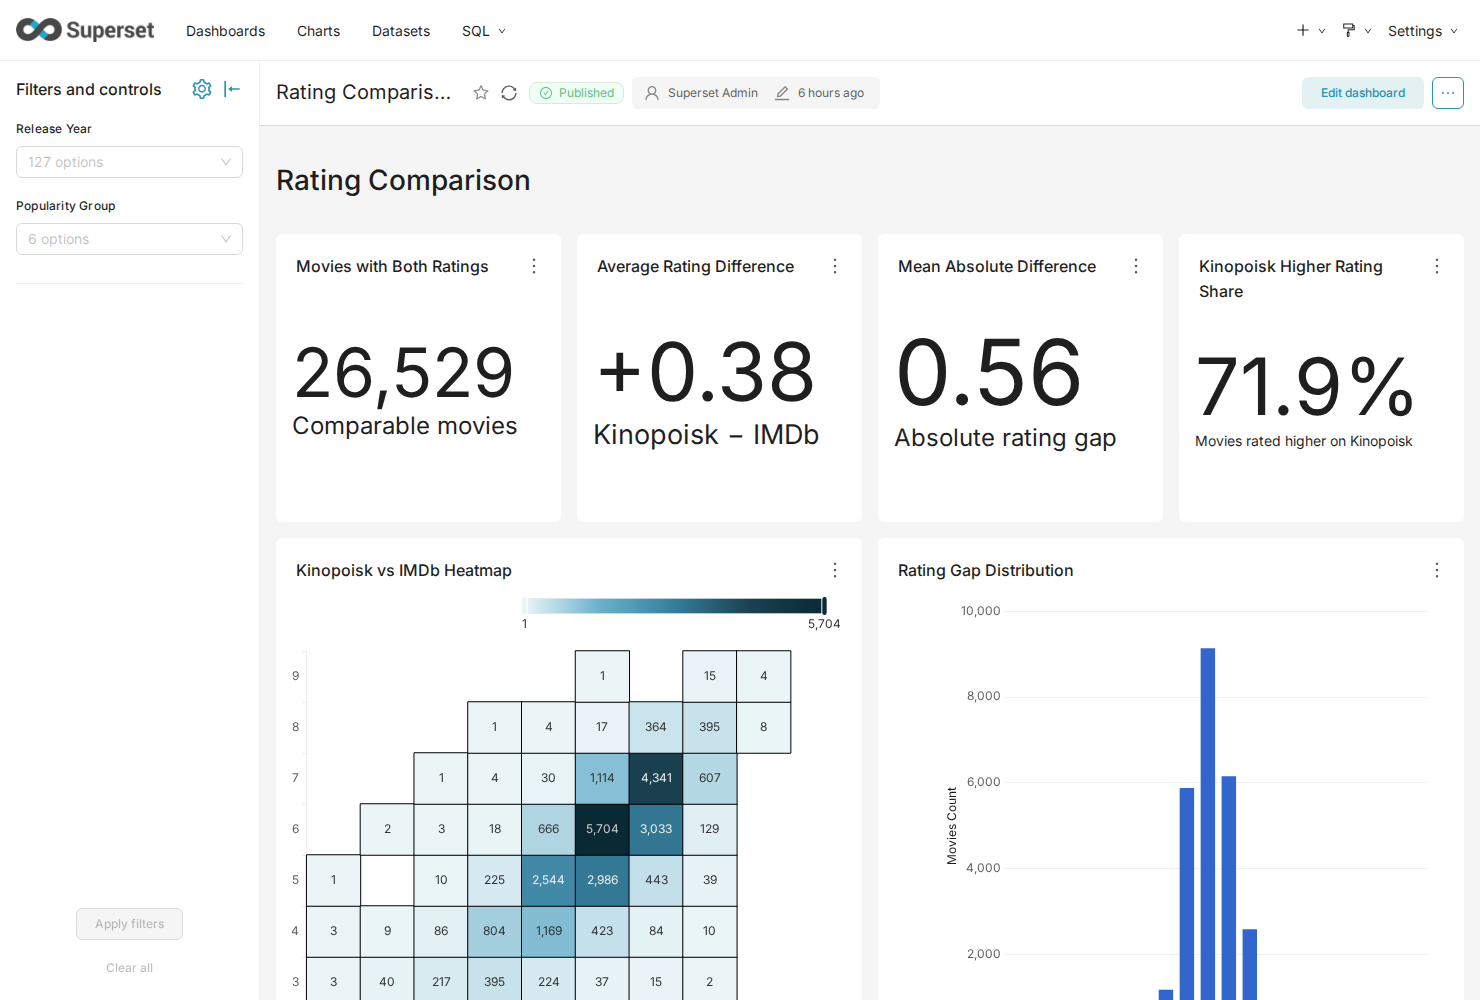 Superset
Dashboards
Charts
Datasets
SQL
Settings
Filters and controls
Release Year
127 options
Popularity Group
6 options
Apply filters
Clear all
Rating Comparis...
Published
Superset Admin
6 hours ago
Edit dashboard
Rating Comparison
Movies with Both Ratings
26,529
Comparable movies
Average Rating Difference
+0.38
Kinopoisk – IMDb
Mean Absolute Difference
0.56
Absolute rating gap
Kinopoisk Higher Rating
Share
71.9%
Movies rated higher on Kinopoisk
Kinopoisk vs IMDb Heatmap
1 5,704
9 1 15 4
8 1 4 17 364 395 8
7 1 4 30 1,114 4,341 607
6 2 3 18 666 5,704 3,033 129
5 1 10 225 2,544 2,986 443 39
4 3 9 86 804 1,169 423 84 10
3 3 40 217 395 224 37 15 2
Rating Gap Distribution
Movies Count
10,000
8,000
6,000
4,000
2,000